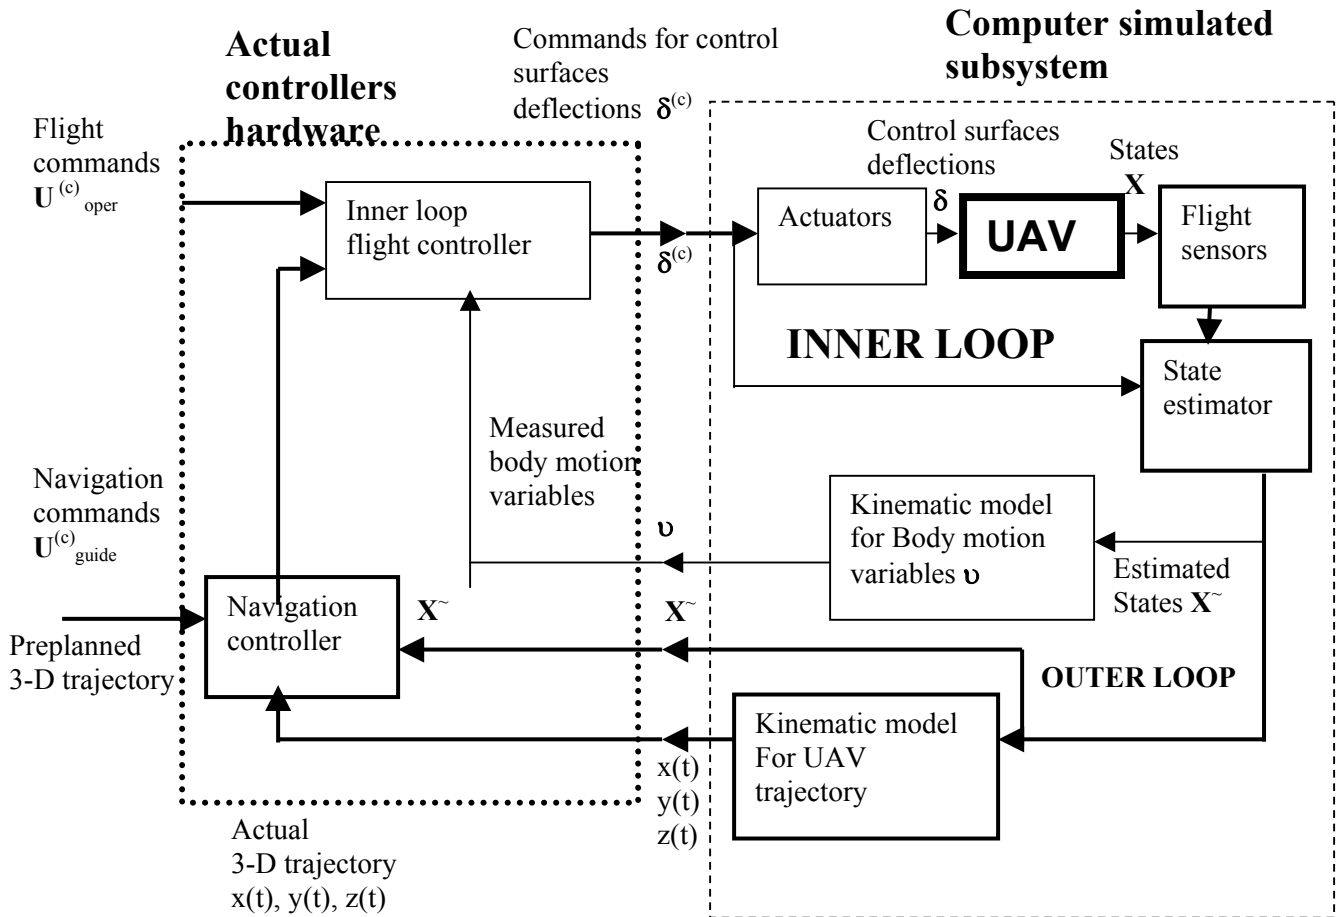 Actual
controllers
hardware
Commands for control
surfaces
deflections δ(c)
Computer simulated
subsystem
Flight
commands
U(c)oper
Inner loop
flight controller
δ(c)
Control surfaces
deflections
δ
States
X
Actuators
UAV
Flight
sensors
INNER LOOP
State
estimator
Measured
body motion
variables
Navigation
commands
U(c)guide
υ
Kinematic model
for Body motion
variables υ
Estimated
States X~
Navigation
controller
X~
X~
Preplanned
3-D trajectory
OUTER LOOP
Kinematic model
For UAV
trajectory
x(t)
y(t)
z(t)
Actual
3-D trajectory
x(t), y(t), z(t)